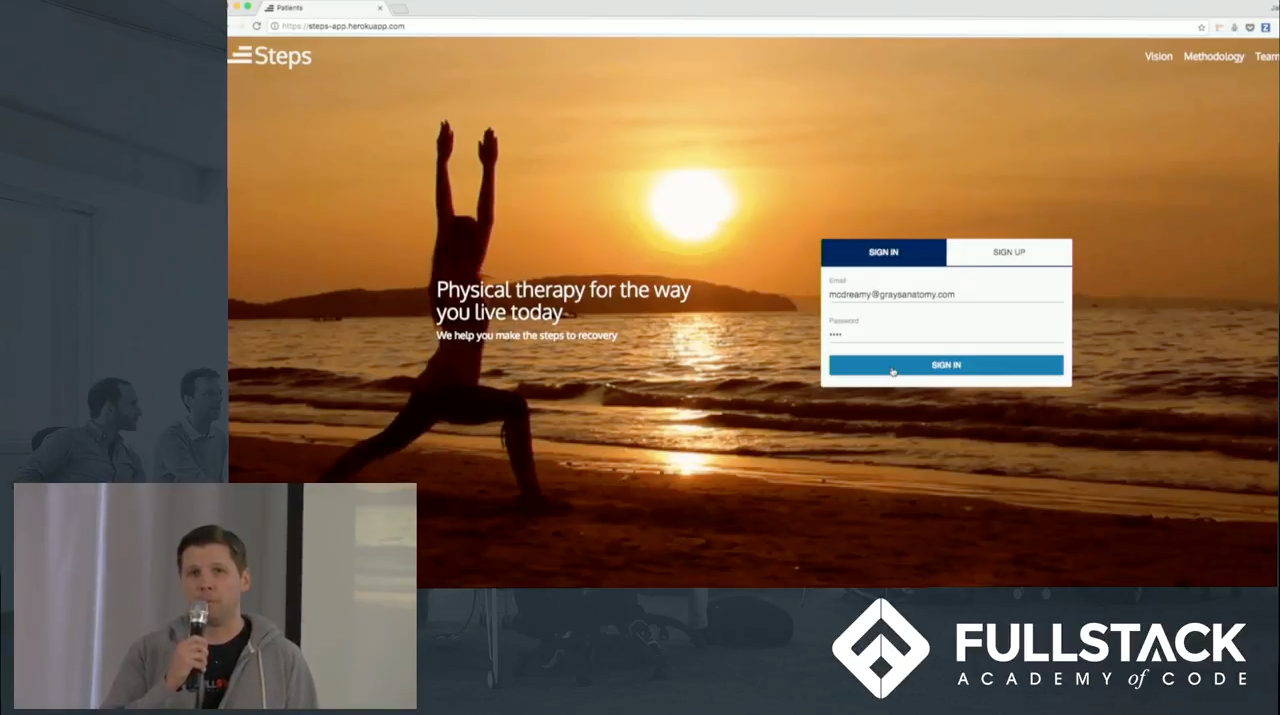 Patients
https://steps-app.herokuapp.com
Steps
Vision
Methodology
Team
SIGN IN
SIGN UP
Email
mcdreamy@graysanatomy.com
Password
••••
SIGN IN
Physical therapy for the way
you live today
We help you make the steps to recovery
FULLSTACK
ACADEMY of CODE